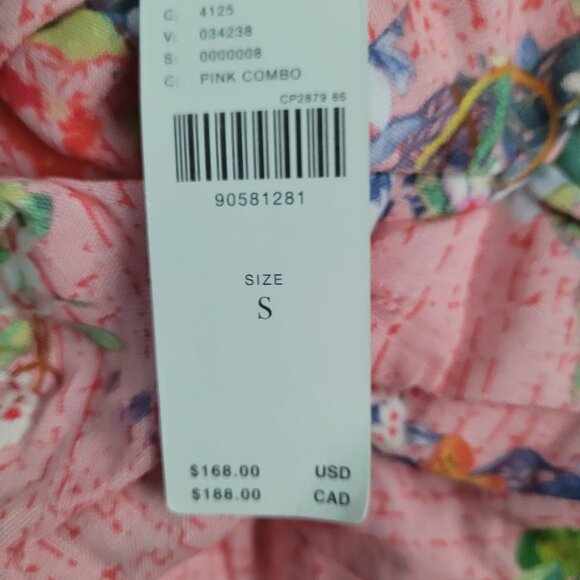 C: 4125
V: 034238
S: 0000008
C: PINK COMBO
CP2879 86
90581281
SIZE
S
$168.00 USD
$188.00 CAD